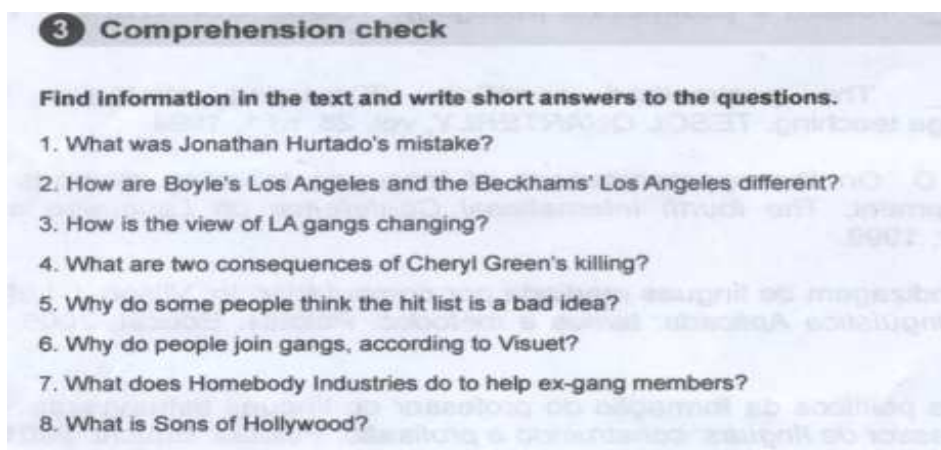 3 Comprehension check
Find information in the text and write short answers to the questions.
1. What was Jonathan Hurtado's mistake?
2. How are Boyle's Los Angeles and the Beckhams' Los Angeles different?
3. How is the view of LA gangs changing?
4. What are two consequences of Cheryl Green's killing?
5. Why do some people think the hit list is a bad idea?
6. Why do people join gangs, according to Visuet?
7. What does Homebody Industries do to help ex-gang members?
8. What is Sons of Hollywood?